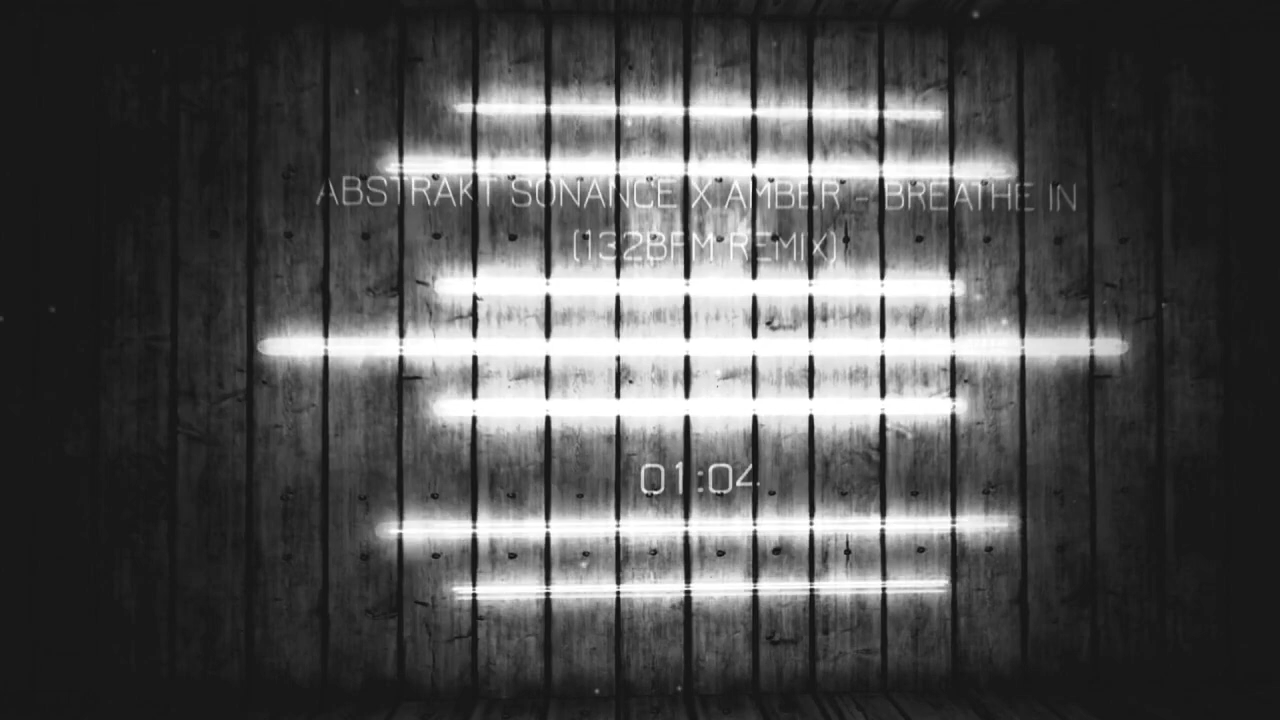 ABSTRAKT SONANCE X AMBER - BREATHE IN
(132BPM REMIX)
01:04